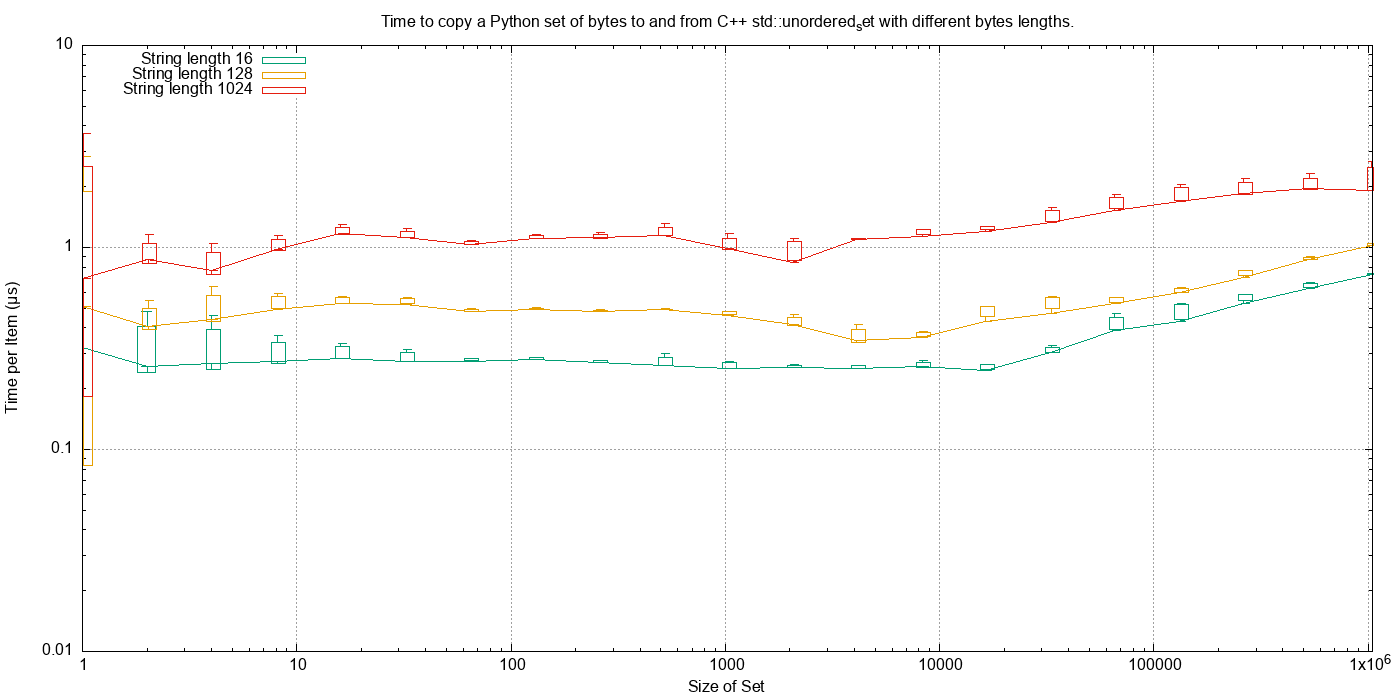 Time to copy a Python set of bytes to and from C++ std::unordered_set with different bytes lengths.
10
String length 16
String length 128
String length 1024
1
0.1
0.01
Time per Item (µs)
1
10
100
1000
10000
100000
1x10⁶
Size of Set